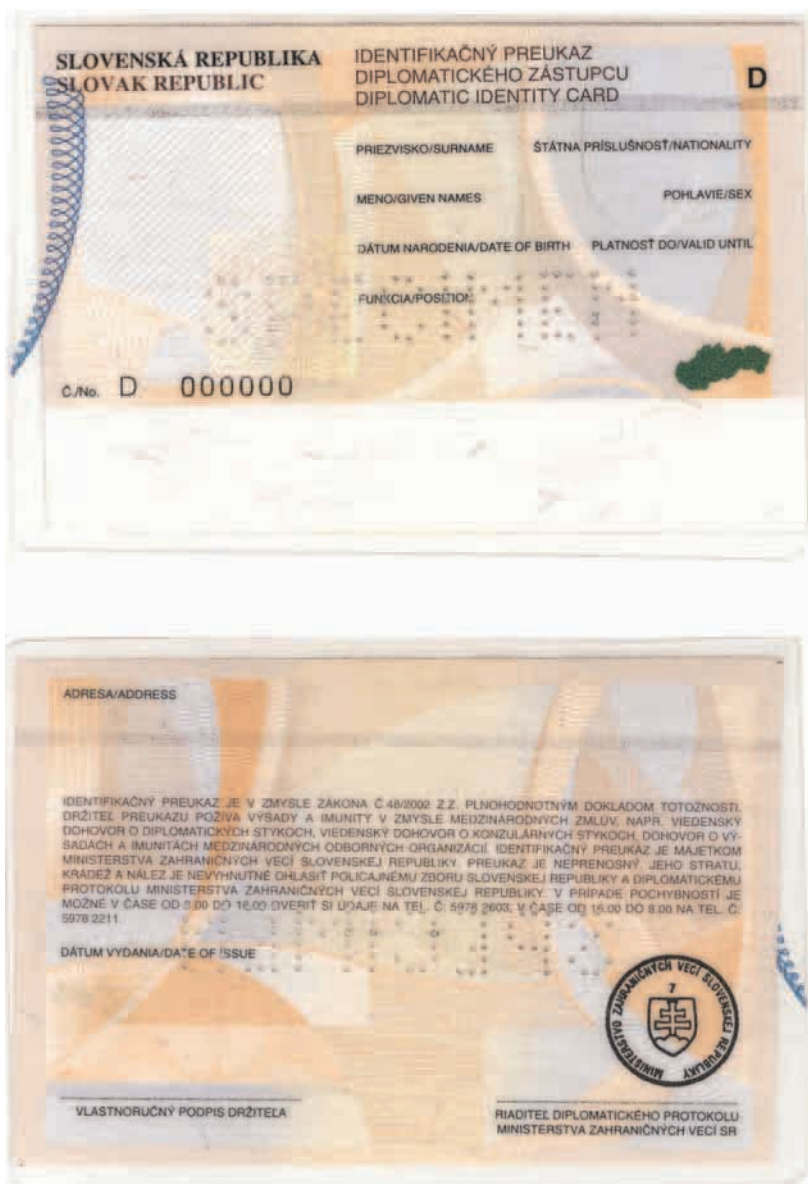 SLOVENSKÁ REPUBLIKA
SLOVAK REPUBLIC
IDENTIFIKAČNÝ PREUKAZ
DIPLOMATICKÉHO ZÁSTUPCU
DIPLOMATIC IDENTITY CARD
D
PRIEZVISKO/SURNAME ŠTÁTNA PRÍSLUŠNOSŤ/NATIONALITY
MENO/GIVEN NAMES POHLAVIE/SEX
DÁTUM NARODENIA/DATE OF BIRTH PLATNOSŤ DO/VALID UNTIL
FUNKCIA/POSITION
Č./No. D 000000
ADRESA/ADDRESS
IDENTIFIKAČNÝ PREUKAZ JE V ZMYSLE ZÁKONA Č.48/2002 Z.Z. PLNOHODNOTNÝM DOKLADOM TOTOŽNOSTI.
DRŽITEĽ PREUKAZU POŽÍVA VÝSADY A IMUNITY V ZMYSLE MEDZINÁRODNÝCH ZMLÚV, NAPR. VIEDENSKÝ
DOHOVOR O DIPLOMATICKÝCH STYKOCH, VIEDENSKÝ DOHOVOR O KONZULÁRNYCH STYKOCH, DOHOVOR O VÝ-
SADÁCH A IMUNITÁCH MEDZINÁRODNÝCH ODBORNÝCH ORGANIZÁCIÍ. IDENTIFIKAČNÝ PREUKAZ JE MAJETKOM
MINISTERSTVA ZAHRANIČNÝCH VECÍ SLOVENSKEJ REPUBLIKY. PREUKAZ JE NEPRENOSNÝ. JEHO STRATU,
KRÁDEŽ A NÁLEZ JE NEVYHNUTNÉ OHLÁSIŤ POLICAJNÉMU ZBORU SLOVENSKEJ REPUBLIKY A DIPLOMATICKÉMU
PROTOKOLU MINISTERSTVA ZAHRANIČNÝCH VECÍ SLOVENSKEJ REPUBLIKY. V PRÍPADE POCHYBNOSTÍ JE
MOŽNÉ V ČASE OD 8.00 DO 16.00 OVERIŤ SI ÚDAJE NA TEL. Č. 5978 2603, V ČASE OD 16.00 DO 8.00 NA TEL. Č.
5978 2211.
DÁTUM VYDANIA/DATE OF ISSUE
MINISTERSTVO ZAHRANIČNÝCH VECÍ SLOVENSKEJ REPUBLIKY
7
VLASTNORUČNÝ PODPIS DRŽITEĽA
RIADITEĽ DIPLOMATICKÉHO PROTOKOLU
MINISTERSTVA ZAHRANIČNÝCH VECÍ SR